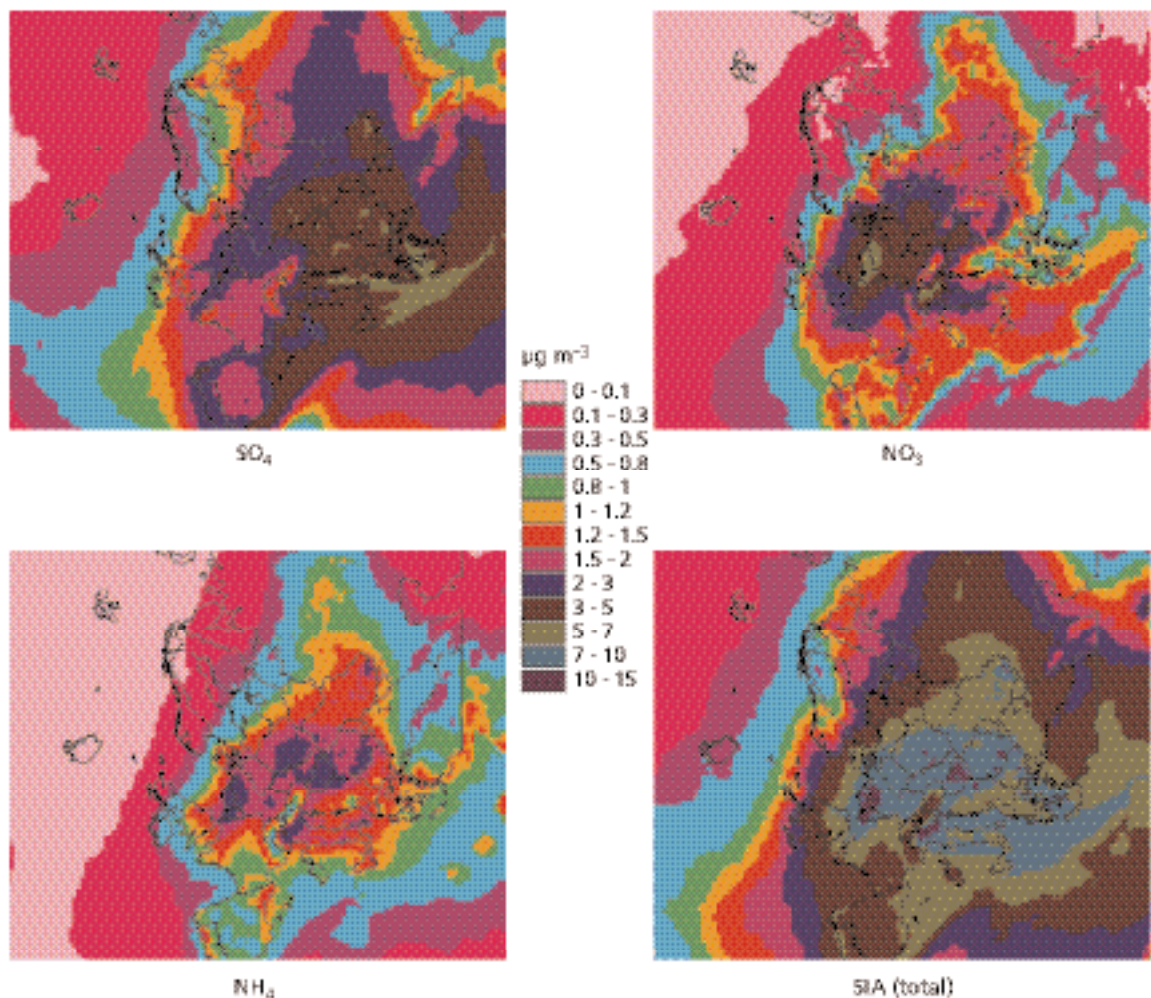 SO₄
NO₃
µg m⁻³
0 - 0.1
0.1 - 0.3
0.3 - 0.5
0.5 - 0.8
0.8 - 1
1 - 1.2
1.2 - 1.5
1.5 - 2
2 - 3
3 - 5
5 - 7
7 - 10
10 - 15
NH₄
SIA (total)